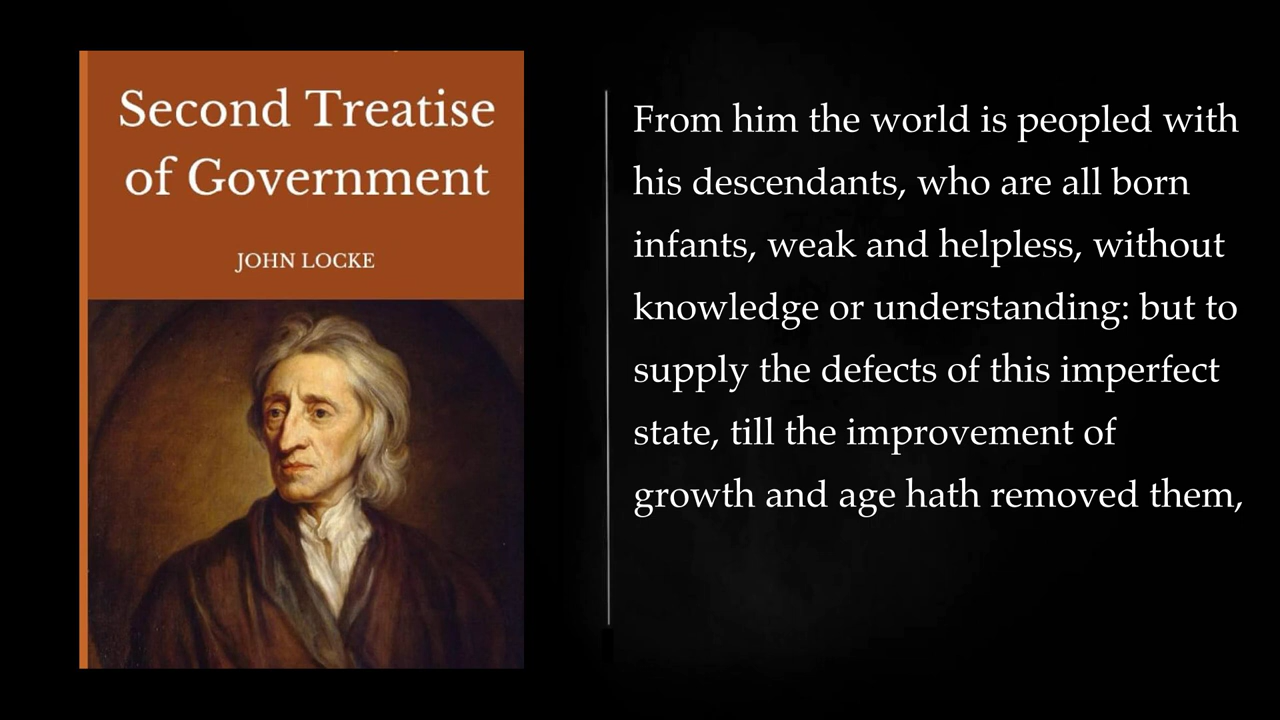 Second Treatise
of Government
JOHN LOCKE
From him the world is peopled with
his descendants, who are all born
infants, weak and helpless, without
knowledge or understanding: but to
supply the defects of this imperfect
state, till the improvement of
growth and age hath removed them,